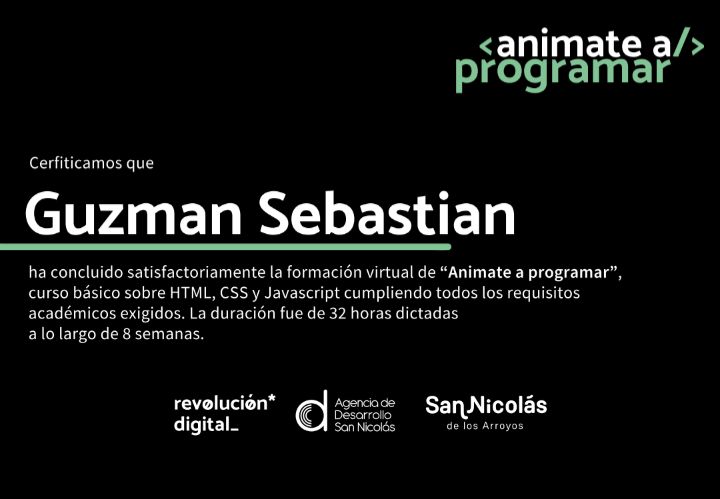 <animate a/>
programar
Cerfiticamos que
Guzman Sebastian
ha concluido satisfactoriamente la formación virtual de “Animate a programar”,
curso básico sobre HTML, CSS y Javascript cumpliendo todos los requisitos
académicos exigidos. La duración fue de 32 horas dictadas
a lo largo de 8 semanas.
revolución*
digital_
Agencia de
Desarrollo
San Nicolás
San Nicolás
de los Arroyos